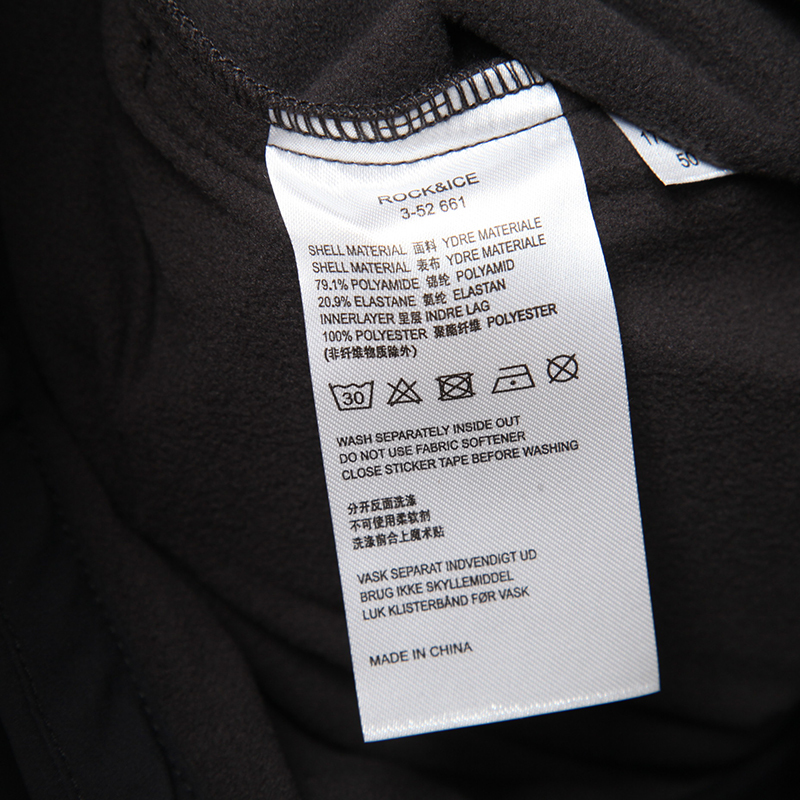 ROCK&ICE
3-52 661
SHELL MATERIAL 面料 YDRE MATERIALE
SHELL MATERIAL 表布 YDRE MATERIALE
79.1% POLYAMIDE 锦纶 POLYAMID
20.9% ELASTANE 氨纶 ELASTAN
INNERLAYER 里层 INDRE LAG
100% POLYESTER 聚酯纤维 POLYESTER
(非纤维物质除外)
30
WASH SEPARATELY INSIDE OUT
DO NOT USE FABRIC SOFTENER
CLOSE STICKER TAPE BEFORE WASHING
分开反面洗涤
不可使用柔软剂
洗涤前合上魔术贴
VASK SEPARAT INDVENDIGT UD
BRUG IKKE SKYLLEMIDDEL
LUK KLISTERBÅND FØR VASK
MADE IN CHINA